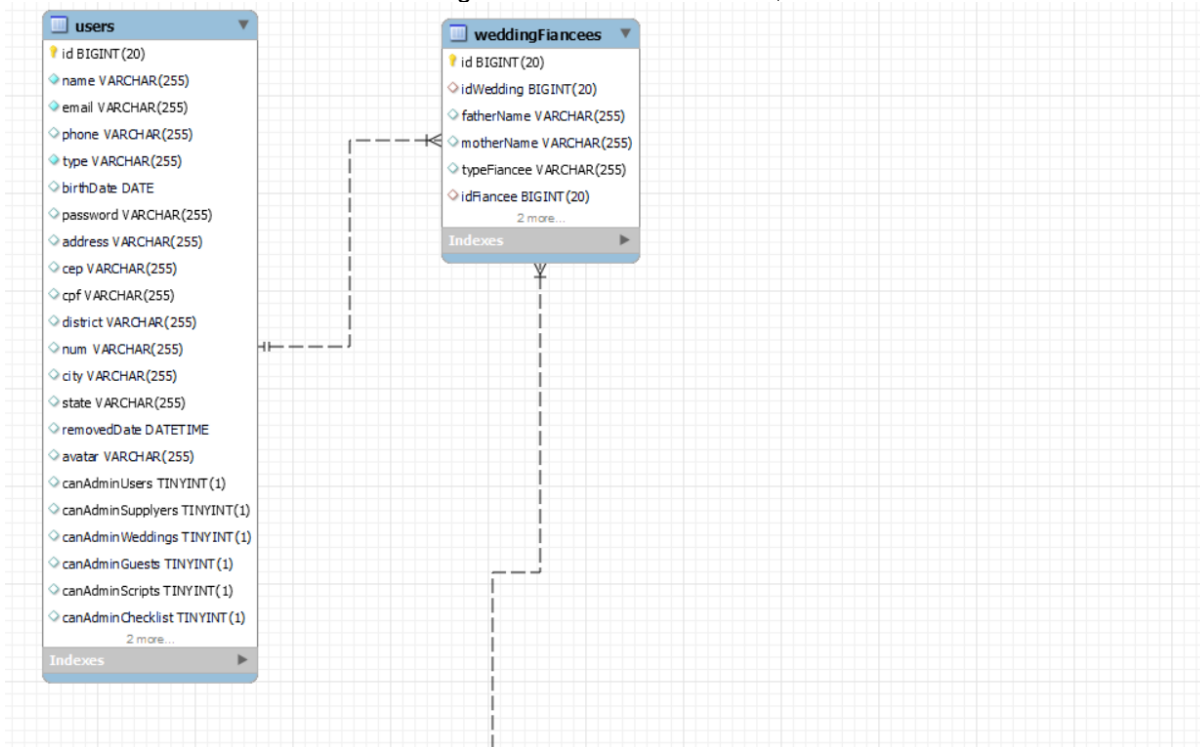 users
id BIGINT(20)
name VARCHAR(255)
email VARCHAR(255)
phone VARCHAR(255)
type VARCHAR(255)
birthDate DATE
password VARCHAR(255)
address VARCHAR(255)
cep VARCHAR(255)
cpf VARCHAR(255)
district VARCHAR(255)
num VARCHAR(255)
city VARCHAR(255)
state VARCHAR(255)
removedDate DATETIME
avatar VARCHAR(255)
canAdminUsers TINYINT(1)
canAdminSupplyers TINYINT(1)
canAdminWeddings TINYINT(1)
canAdminGuests TINYINT(1)
canAdminScripts TINYINT(1)
canAdminChecklist TINYINT(1)
2 more...
Indexes
weddingFiancees
id BIGINT(20)
idWedding BIGINT(20)
fatherName VARCHAR(255)
motherName VARCHAR(255)
typeFiancee VARCHAR(255)
idFiancee BIGINT(20)
2 more...
Indexes